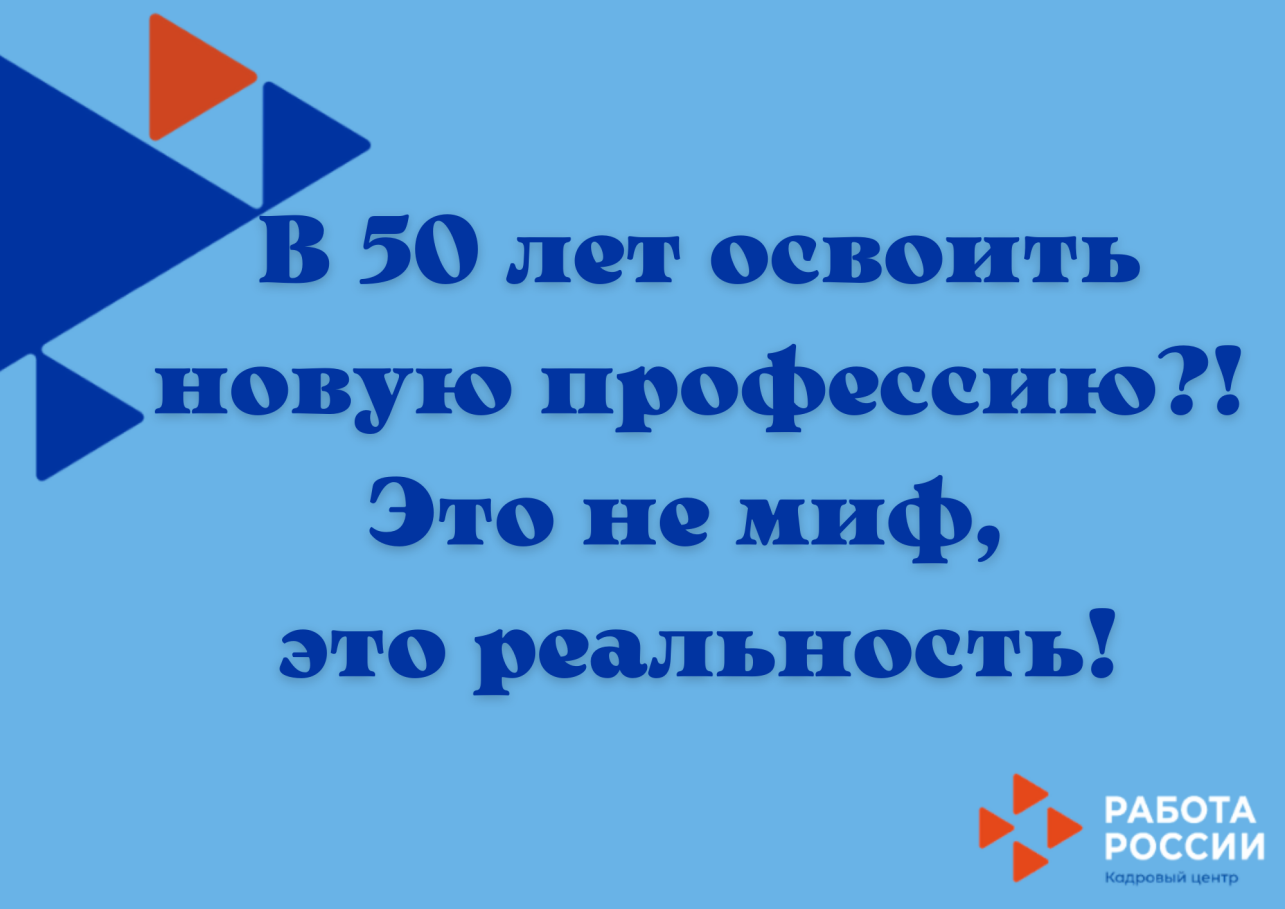 В 50 лет освоить
новую профессию?!
Это не миф,
это реальность!
РАБОТА
РОССИИ
Кадровый центр